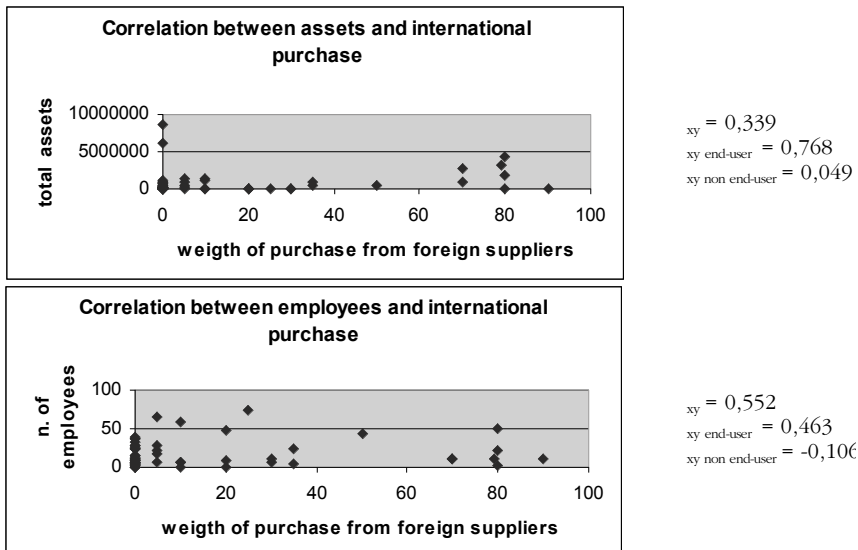 Correlation between assets and international
purchase
total assets
10000000
5000000
0
0 20 40 60 80 100
weigth of purchase from foreign suppliers
xy = 0,339
xy end-user = 0,768
xy non end-user = 0,049
Correlation between employees and international
purchase
n. of
employees
100
50
0
0 20 40 60 80 100
weigth of purchase from foreign suppliers
xy = 0,552
xy end-user = 0,463
xy non end-user = -0,106